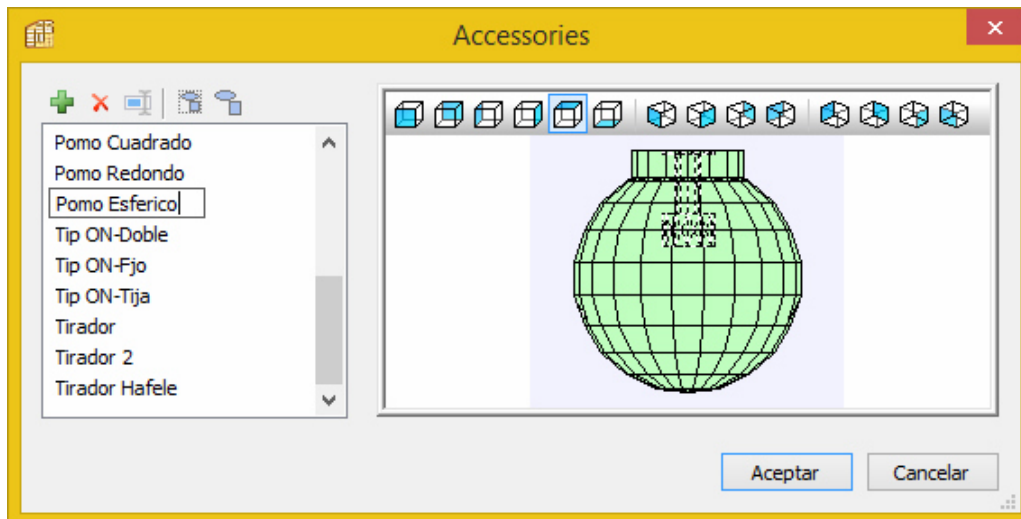 Accessories
Pomo Cuadrado
Pomo Redondo
Pomo Esferico
Tip ON-Doble
Tip ON-Fjo
Tip ON-Tija
Tirador
Tirador 2
Tirador Hafele
Aceptar
Cancelar